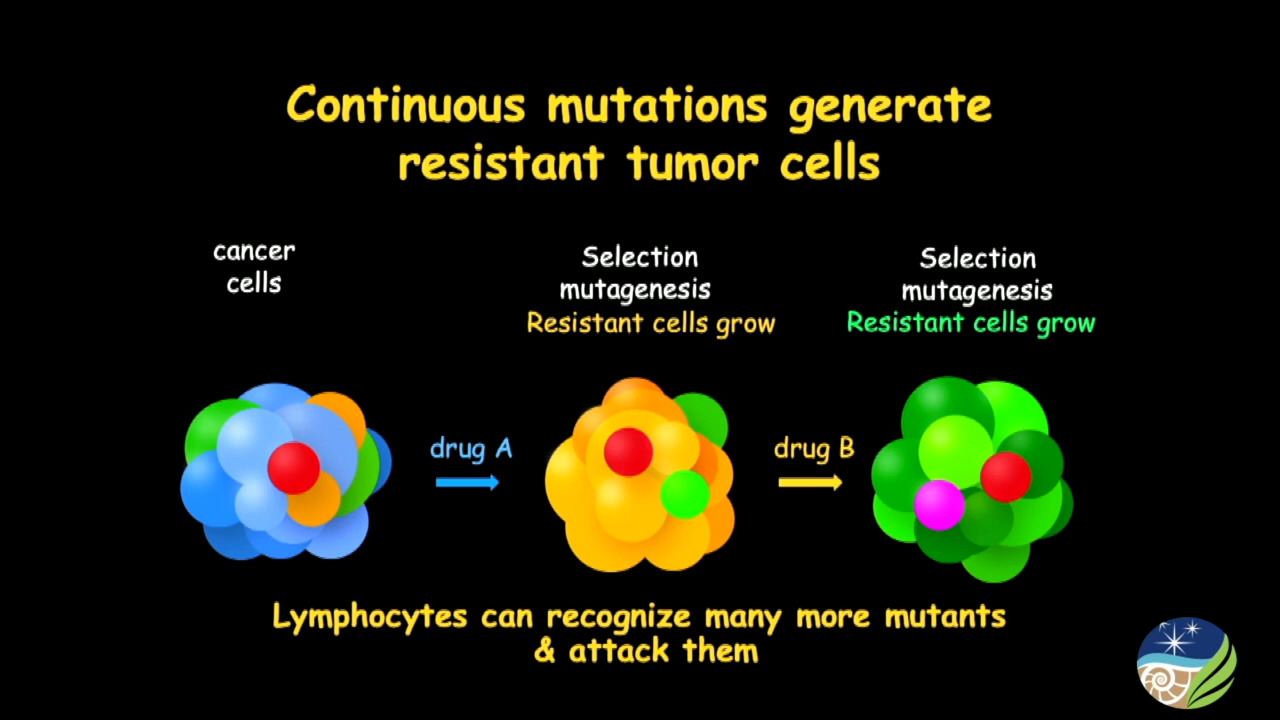 Continuous mutations generate
resistant tumor cells
cancer
cells
Selection
mutagenesis
Resistant cells grow
Selection
mutagenesis
Resistant cells grow
drug A
drug B
Lymphocytes can recognize many more mutants
& attack them